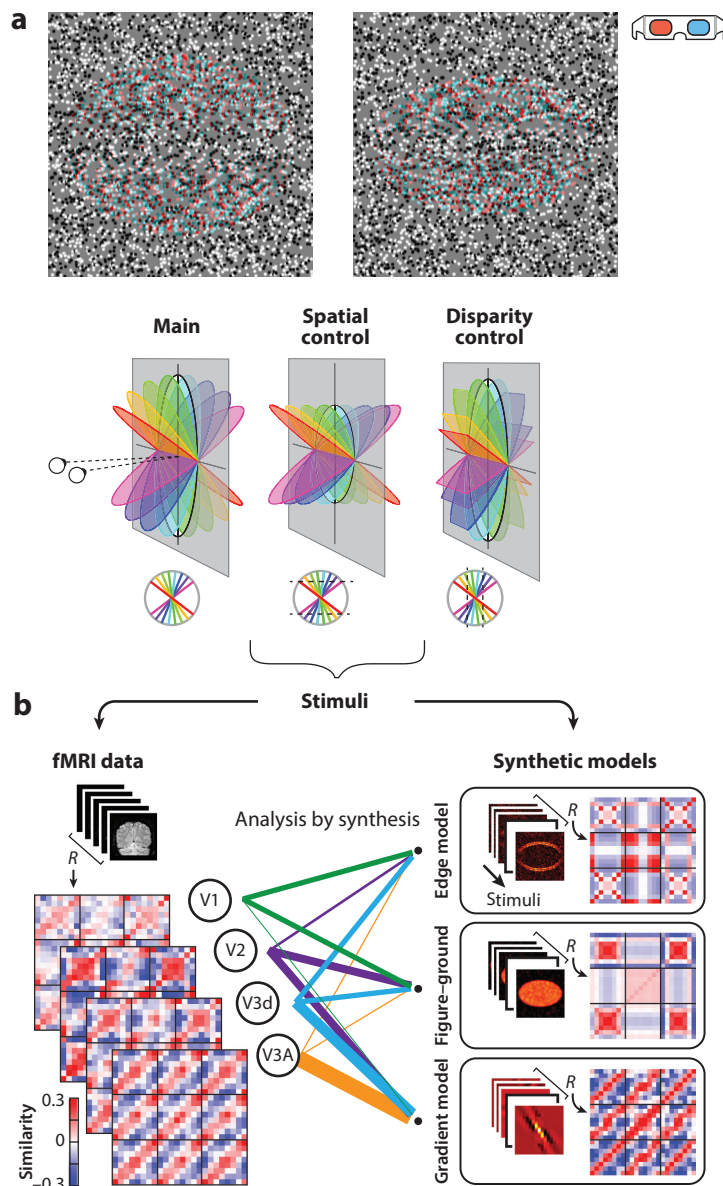 a
Main
Spatial
control
Disparity
control
b
Stimuli
fMRI data
Synthetic models
R
Analysis by synthesis
V1
V2
V3d
V3A
0.3
0
–0.3
Similarity
Edge model
R
Stimuli
Figure–ground
R
Gradient model
R